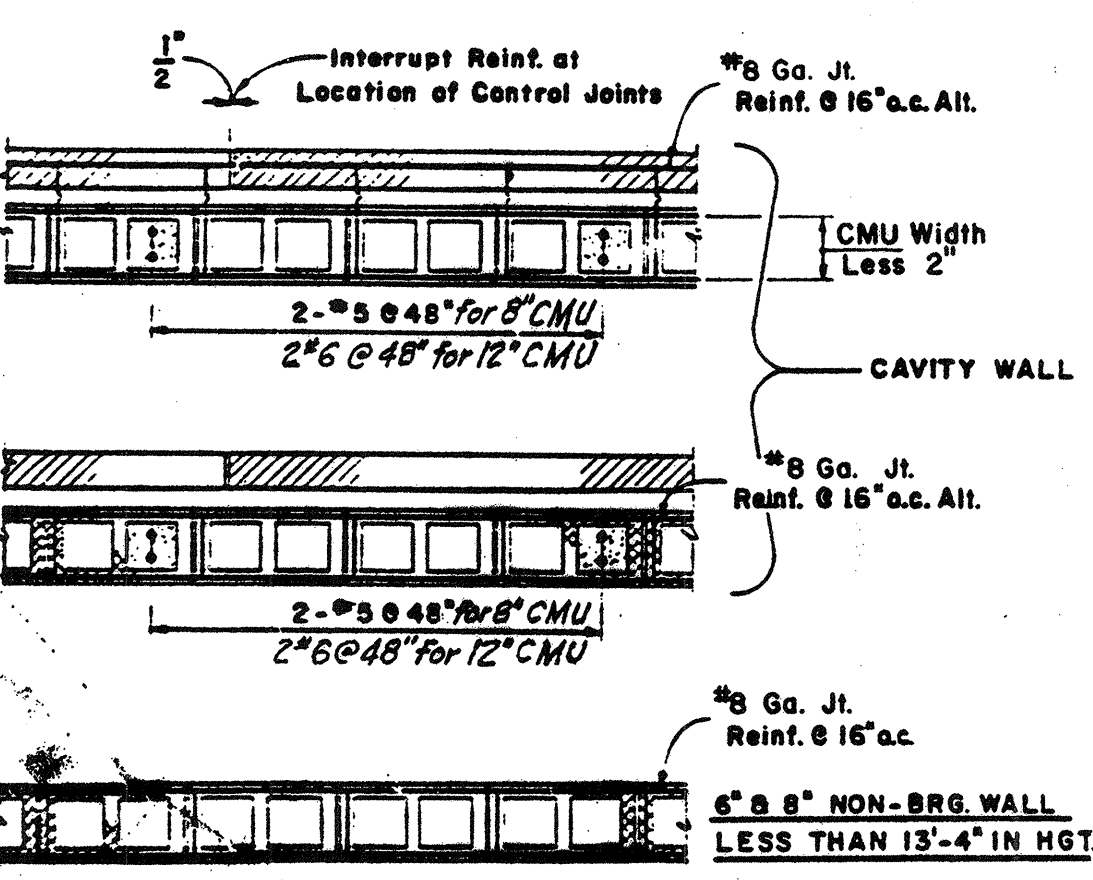 1/2"
Interrupt Reinf. at
Location of Control Joints
#8 Ga. Jt.
Reinf. @ 16" o.c. Alt.
CMU Width
Less 2"
2-#5 @ 48" for 8" CMU
2#6 @ 48" for 12" CMU
CAVITY WALL
#8 Ga. Jt.
Reinf. @ 16" o.c. Alt.
2-#5 @ 48" for 8" CMU
2#6 @ 48" for 12" CMU
#8 Ga. Jt.
Reinf. @ 16" o.c
6" & 8" NON-BRG. WALL
LESS THAN 13'-4" IN HGT.